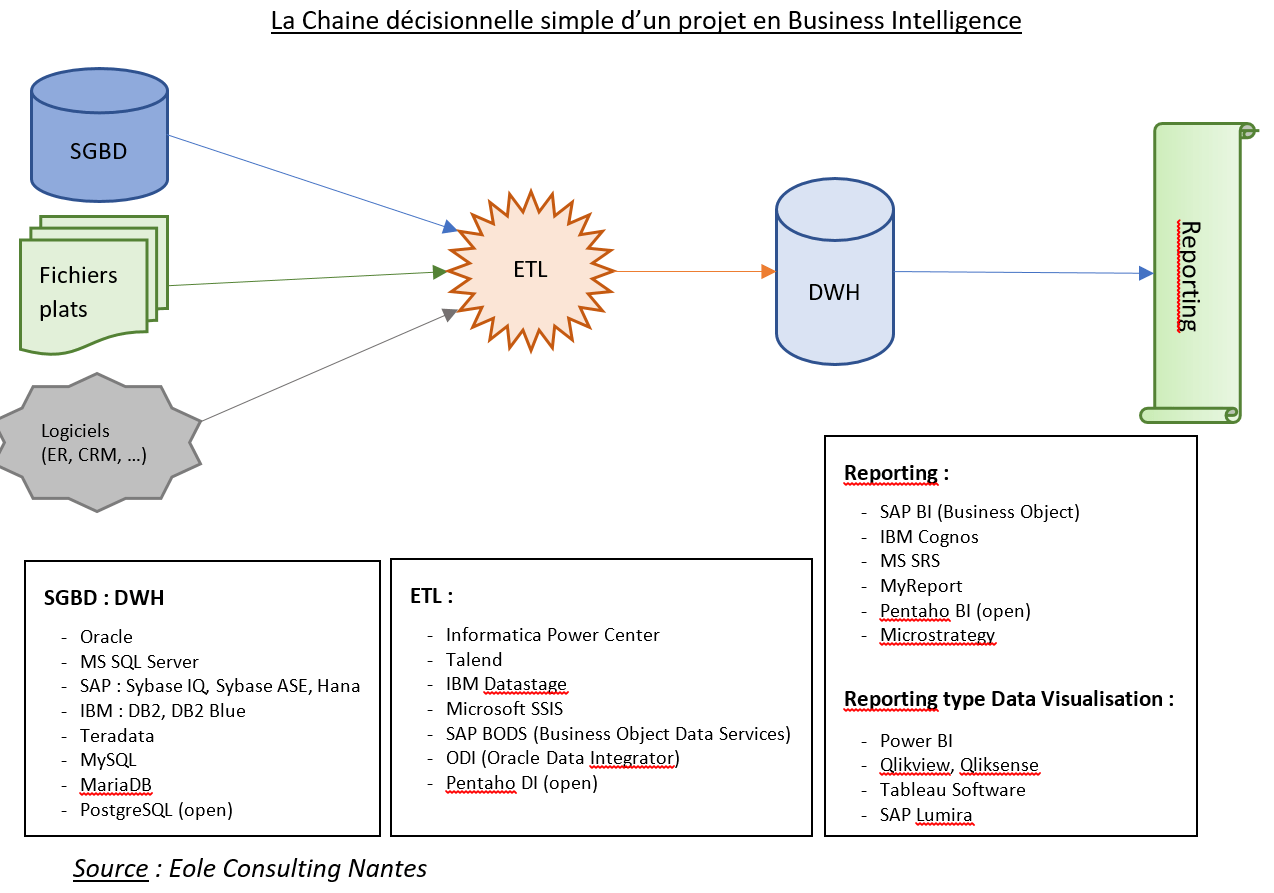 La Chaine décisionnelle simple d’un projet en Business Intelligence
SGBD
Fichiers
plats
Logiciels
(ER, CRM, …)
ETL
DWH
Reporting
SGBD : DWH
- Oracle
- MS SQL Server
- SAP : Sybase IQ, Sybase ASE, Hana
- IBM : DB2, DB2 Blue
- Teradata
- MySQL
- MariaDB
- PostgreSQL (open)
ETL :
- Informatica Power Center
- Talend
- IBM Datastage
- Microsoft SSIS
- SAP BODS (Business Object Data Services)
- ODI (Oracle Data Integrator)
- Pentaho DI (open)
Reporting :
- SAP BI (Business Object)
- IBM Cognos
- MS SRS
- MyReport
- Pentaho BI (open)
- Microstrategy
Reporting type Data Visualisation :
- Power BI
- Qlikview, Qliksense
- Tableau Software
- SAP Lumira
Source : Eole Consulting Nantes